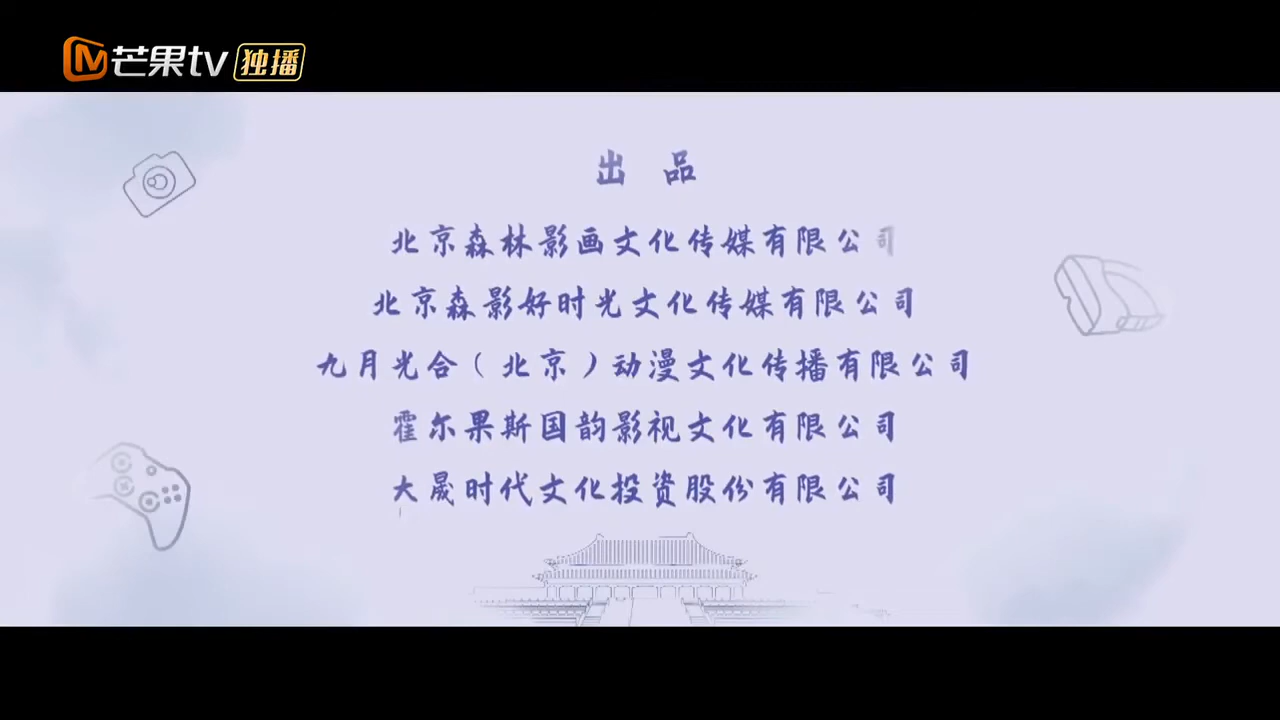 芒果tv 独播
出 品
北京森林影画文化传媒有限公司
北京森影好时光文化传媒有限公司
九月光合（北京）动漫文化传播有限公司
霍尔果斯国韵影视文化有限公司
大晟时代文化投资股份有限公司